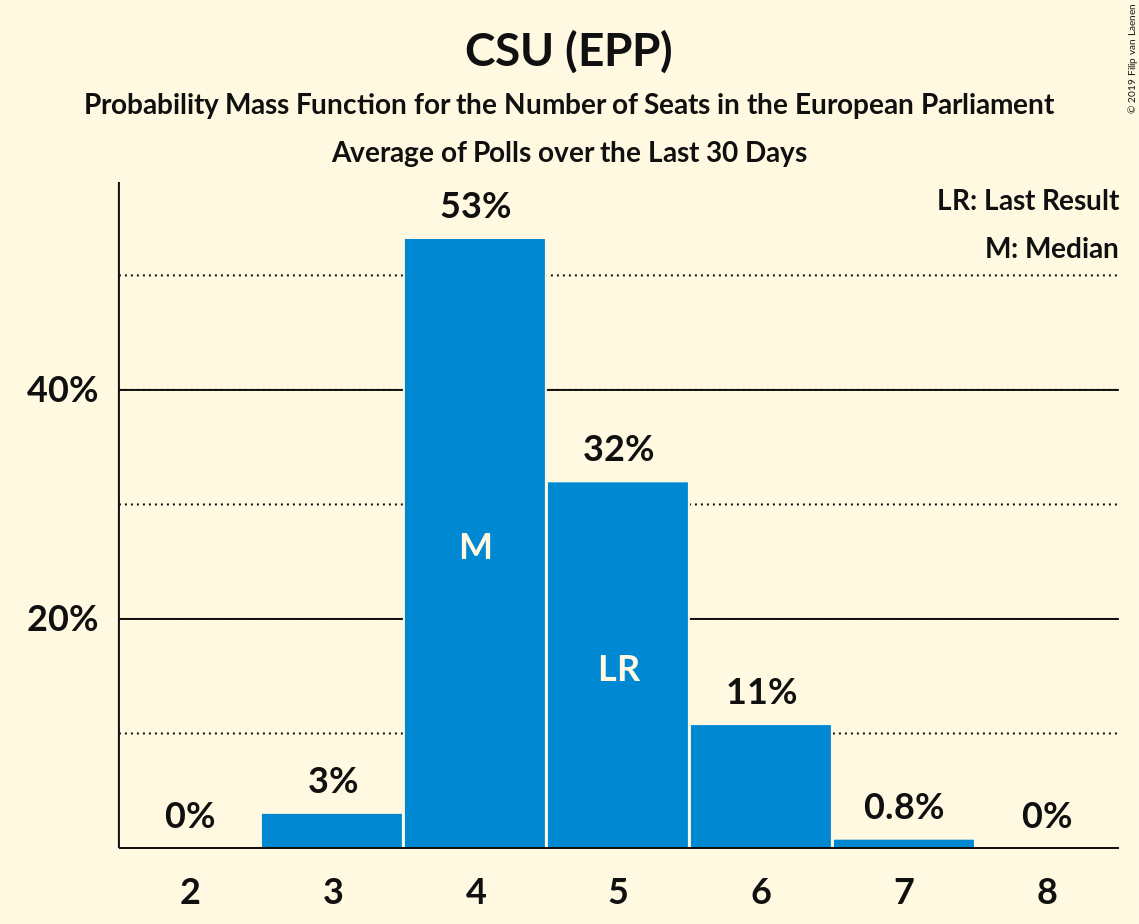 CSU (EPP)
Probability Mass Function for the Number of Seats in the European Parliament
Average of Polls over the Last 30 Days
© 2019 Filip van Laenen
LR: Last Result
M: Median
53%
40%
32%
M
20%
LR
11%
3%
0.8%
0%
0%
2 3 4 5 6 7 8